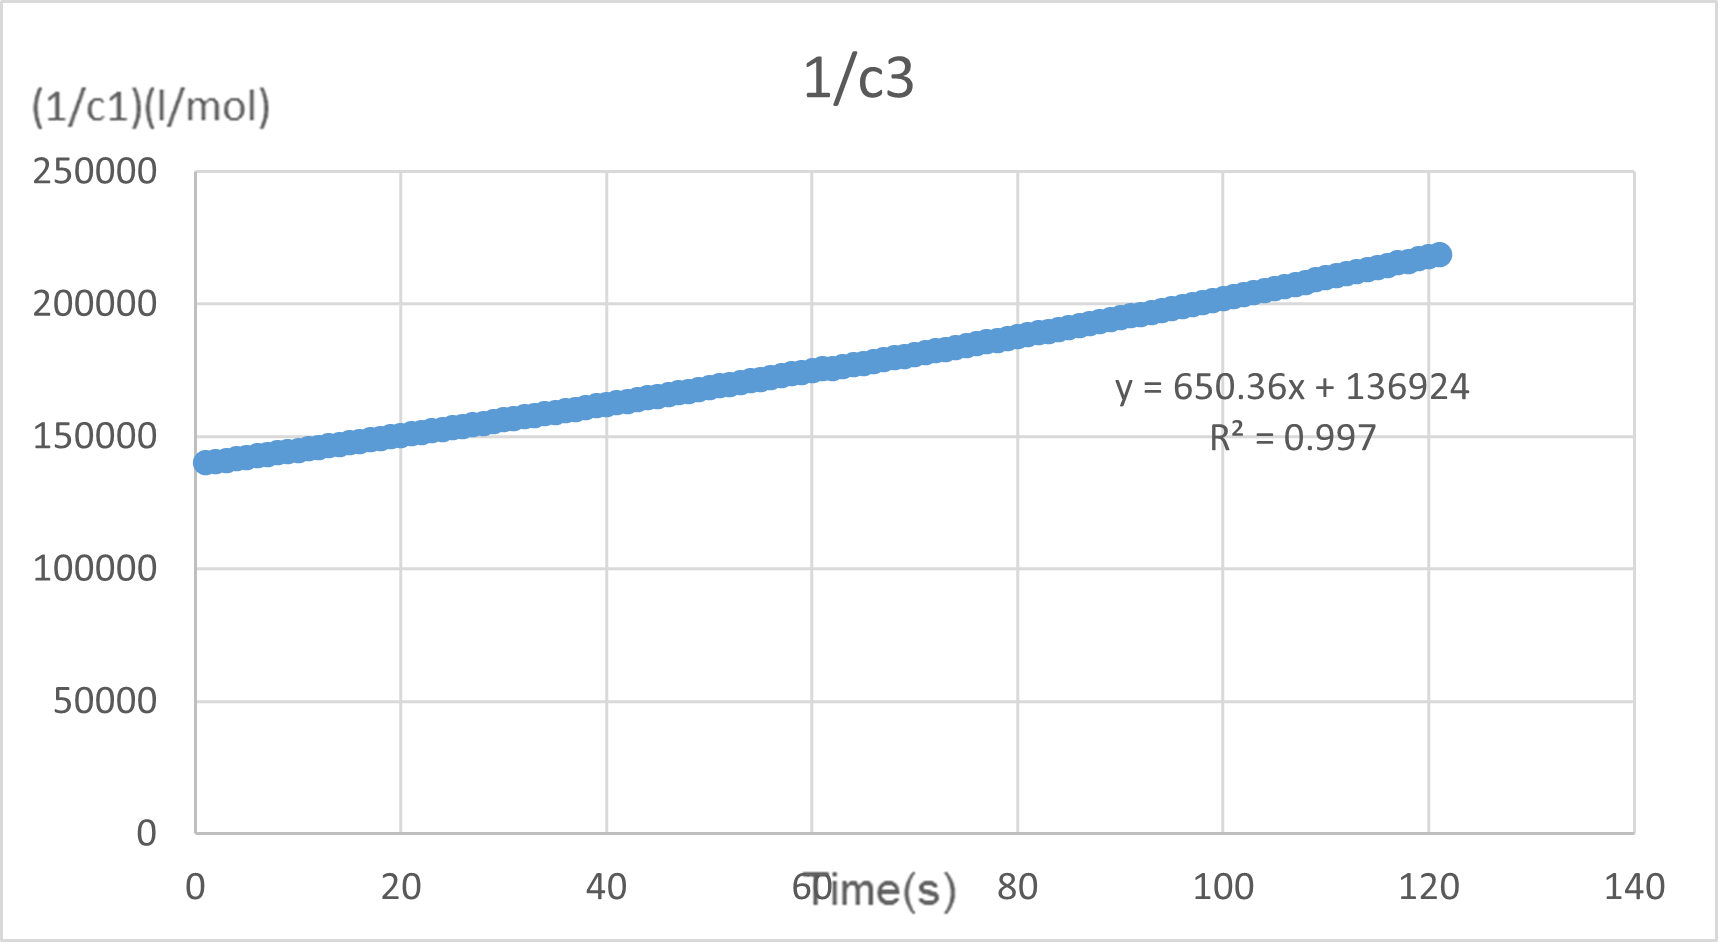 1/c3
(1/c1)(l/mol)
250000
200000
150000
100000
50000
0
y = 650.36x + 136924
R² = 0.997
0 20 40 60 80 100 120 140
Time(s)